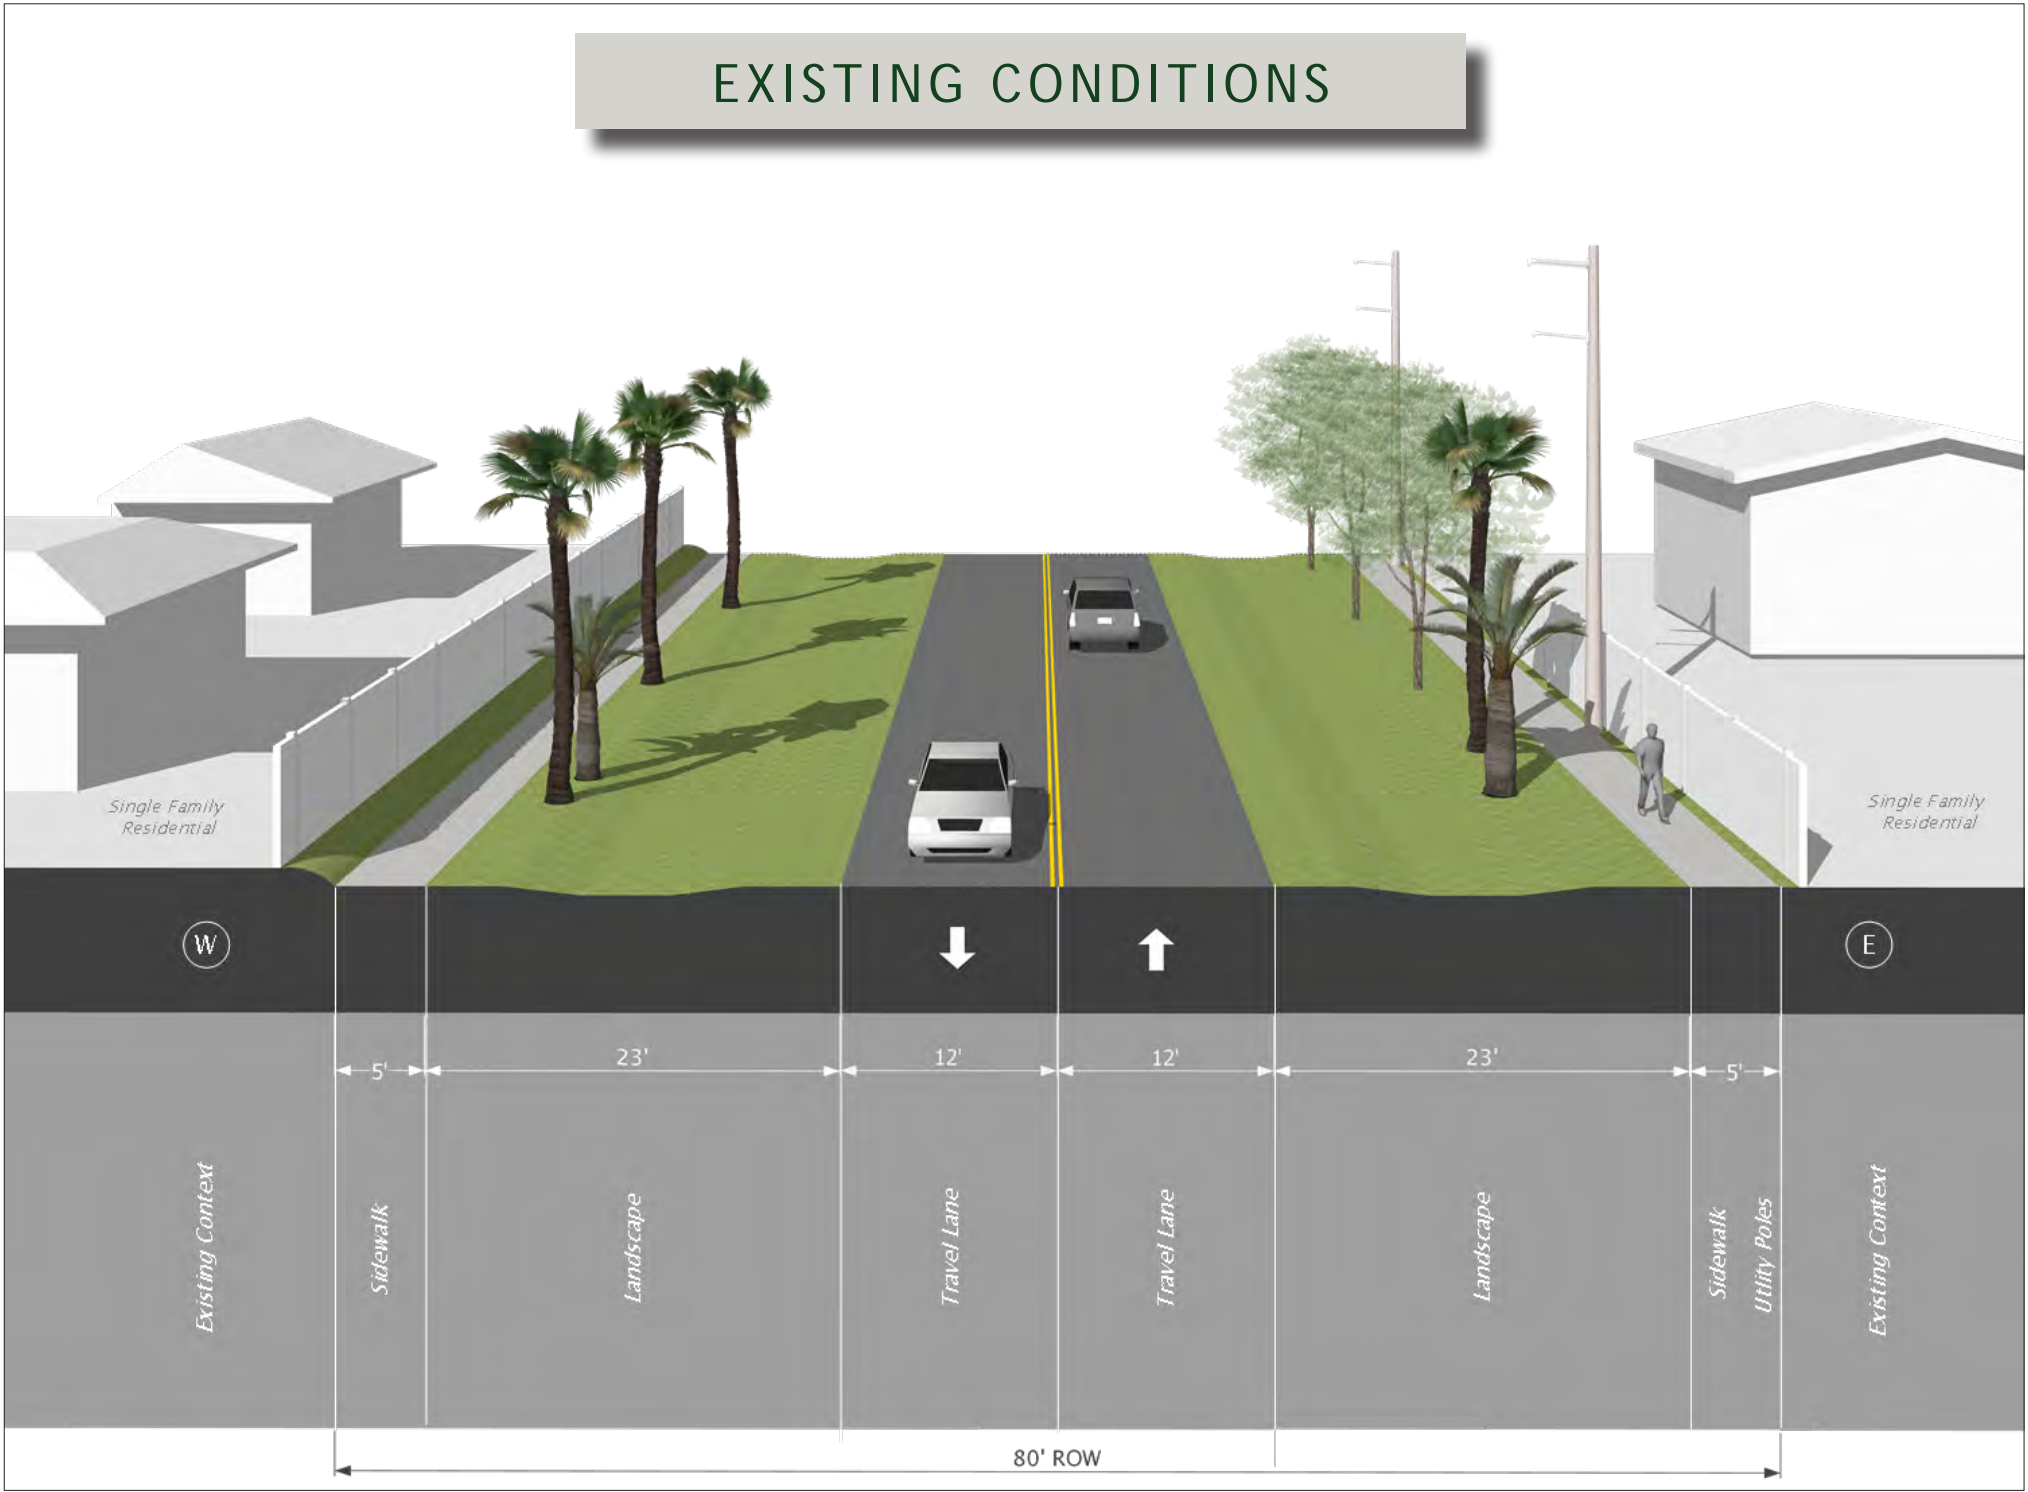 EXISTING CONDITIONS
Single Family
Residential
Single Family
Residential
W
E
5'
23'
12'
12'
23'
5'
Existing Context
Sidewalk
Landscape
Travel Lane
Travel Lane
Landscape
Sidewalk
Utlity Poles
Existing Context
80' ROW